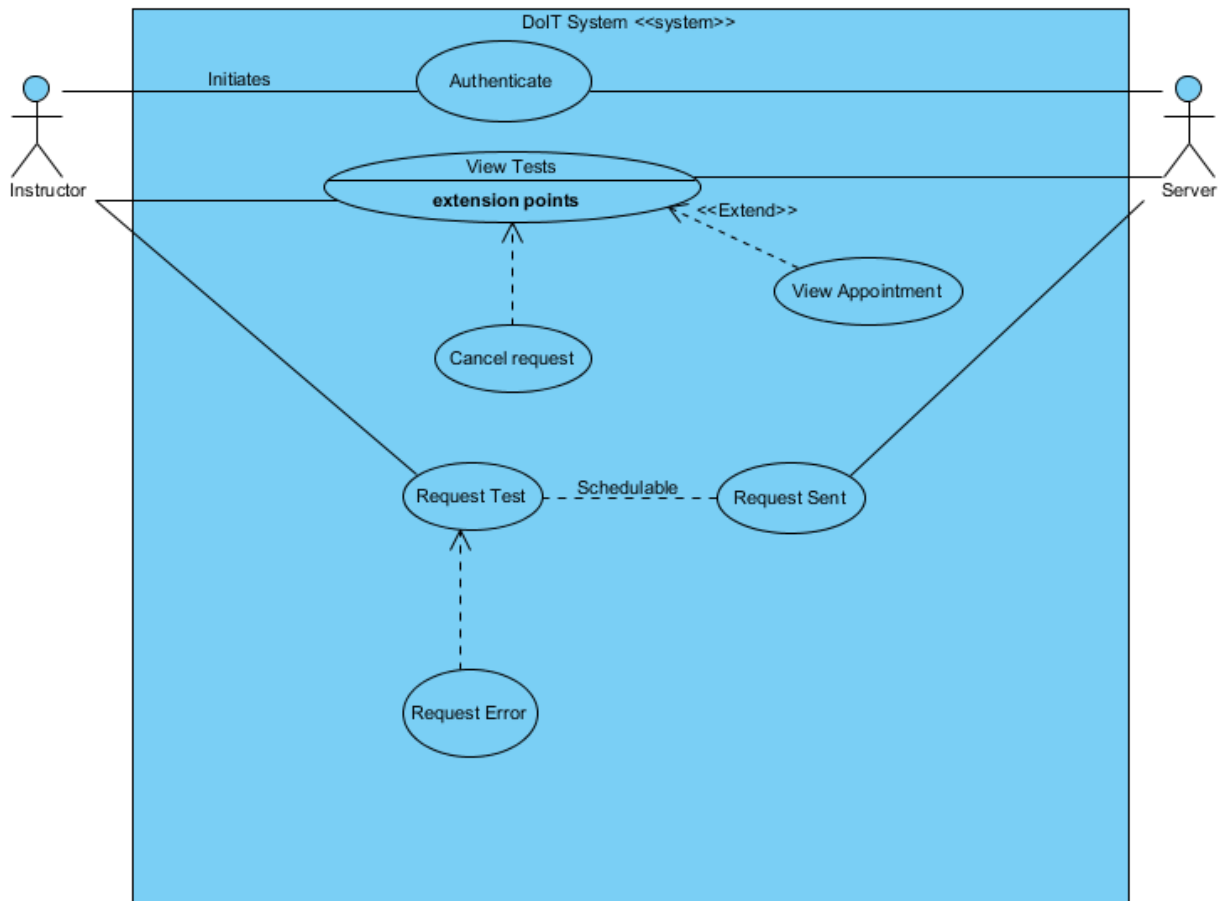 DoIT System <<system>>
Initiates
Authenticate
Instructor
Server
View Tests
extension points
<<Extend>>
View Appointment
Cancel request
Request Test
Schedulable
Request Sent
Request Error